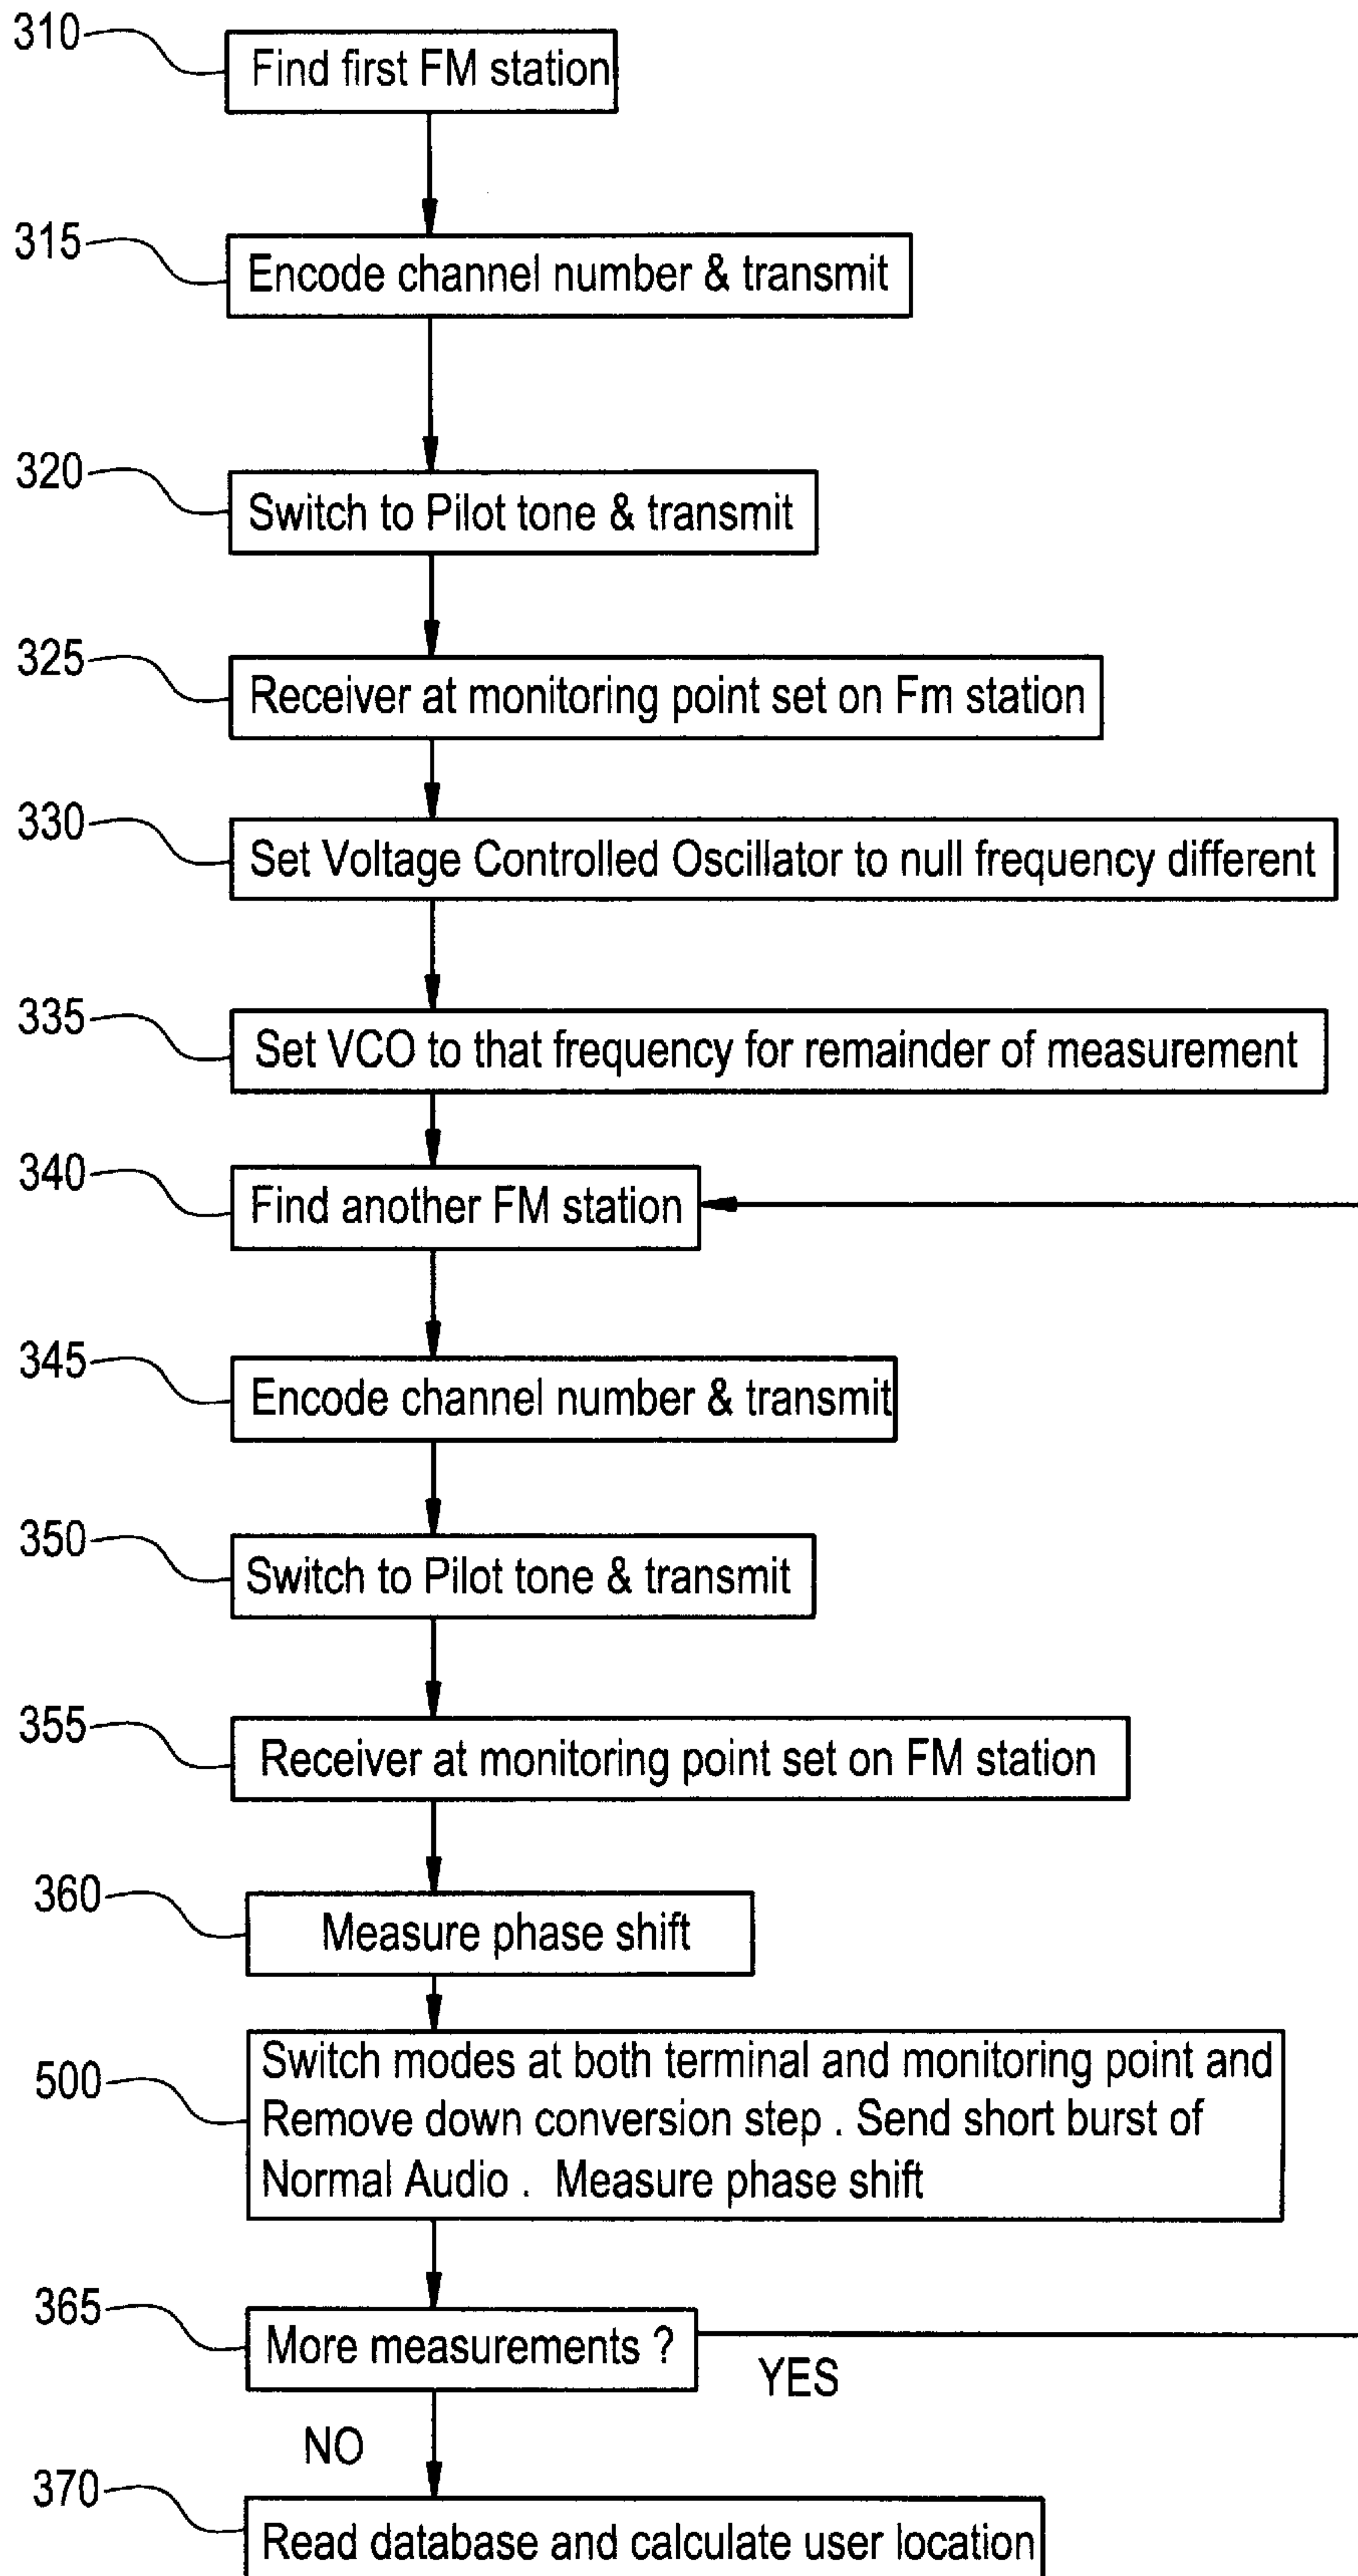 310
Find first FM station
315
Encode channel number & transmit
320
Switch to Pilot tone & transmit
325
Receiver at monitoring point set on Fm station
330
Set Voltage Controlled Oscillator to null frequency different
335
Set VCO to that frequency for remainder of measurement
340
Find another FM station
345
Encode channel number & transmit
350
Switch to Pilot tone & transmit
355
Receiver at monitoring point set on FM station
360
Measure phase shift
500
Switch modes at both terminal and monitoring point and
Remove down conversion step . Send short burst of
Normal Audio . Measure phase shift
365
More measurements ?
YES
NO
370
Read database and calculate user location